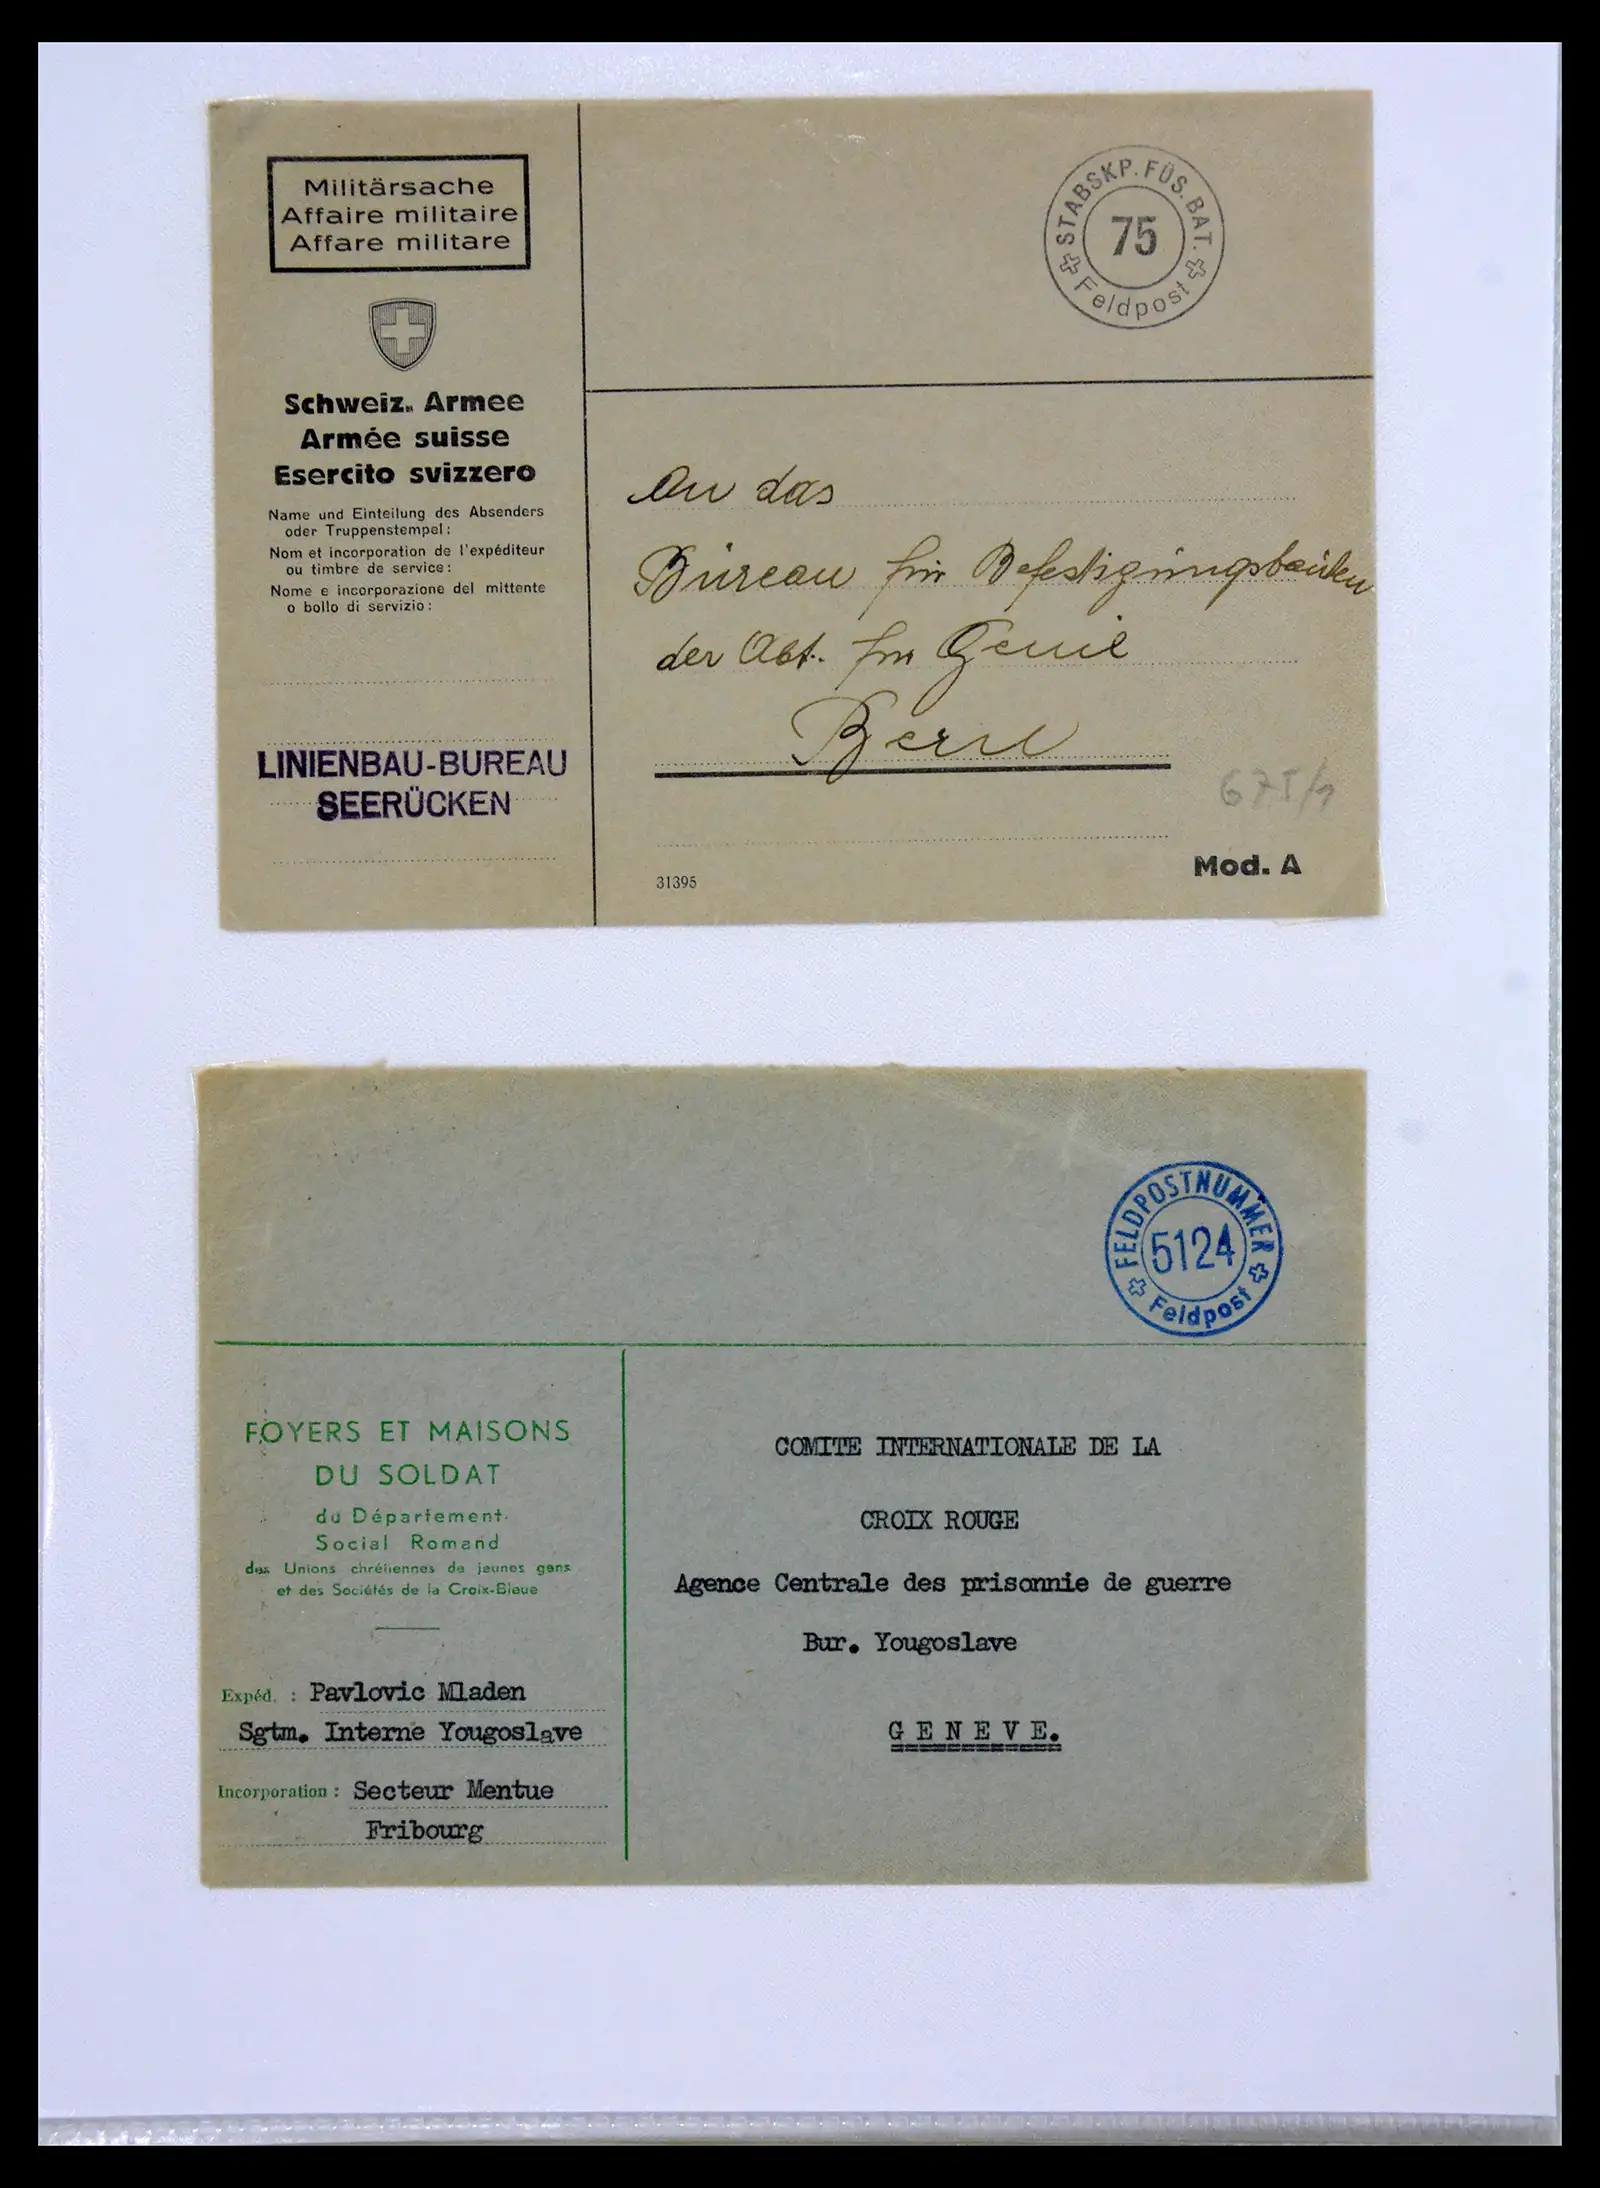 Militärsache
Affaire militaire
Affare militare
Schweiz. Armee
Armée suisse
Esercito svizzero
Name und Einteilung des Absenders
oder Truppenstempel:
Nom et incorporation de l'expéditeur
ou timbre de service:
Nome e incorporazione del mittente
o bollo di servizio:
LINIENBAU-BUREAU
SEERÜCKEN
STABSKP. FÜS. BAT.
75
Feldpost
An das
Büreau für Befestigungsbauten
der Abt. für Genie
Bern
675/1
31395
Mod. A
FELDPOSTNUMMER
5124
Feldpost
FOYERS ET MAISONS
DU SOLDAT
du Département
Social Romand
des Unions chrétiennes de jeunes gens
et des Sociétés de la Croix-Bleue
Expéd. : Pavlovic Mladen
Sgtm. Interne Yougoslave
Incorporation : Secteur Mentue
Fribourg
COMITE INTERNATIONALE DE LA
CROIX ROUGE
Agence Centrale des prisonnie de guerre
Bur. Yougoslave
G E N E V E.